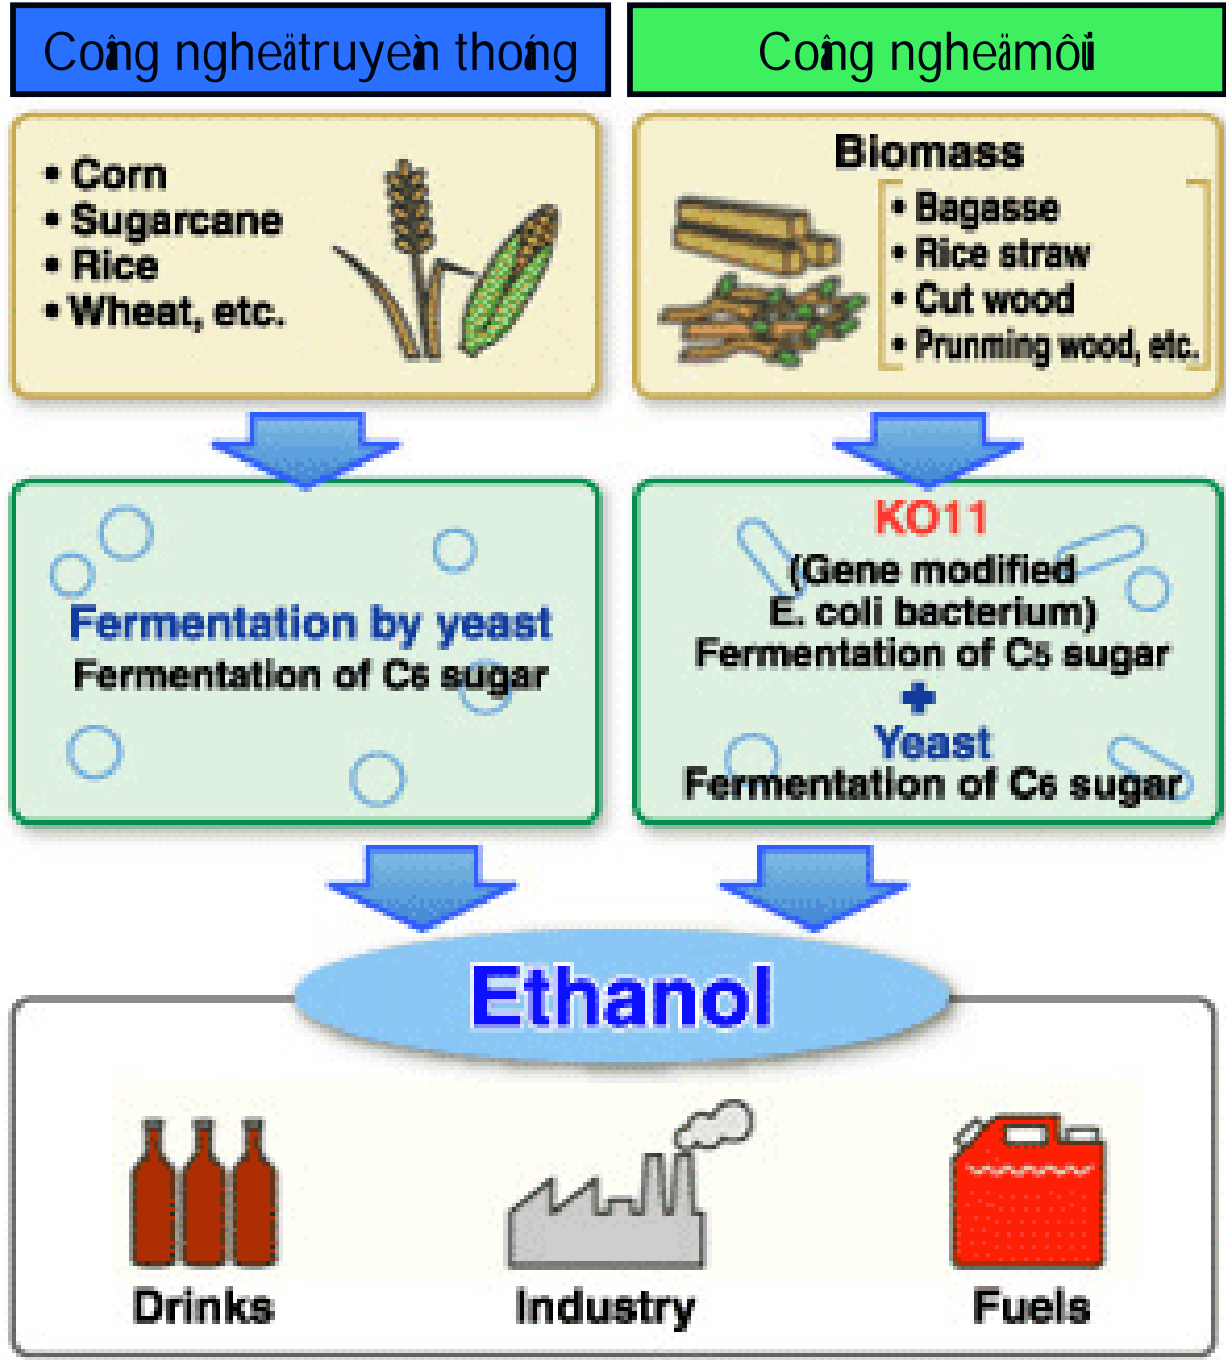 Coâng ngheätruyeàn thoáng
Coâng ngheämôùi
• Corn
• Sugarcane
• Rice
• Wheat, etc.
Biomass
• Bagasse
• Rice straw
• Cut wood
• Prunming wood, etc.
Fermentation by yeast
Fermentation of C6 sugar
KO11
(Gene modified
E. coli bacterium)
Fermentation of C5 sugar
+
Yeast
Fermentation of C6 sugar
Ethanol
Drinks
Industry
Fuels